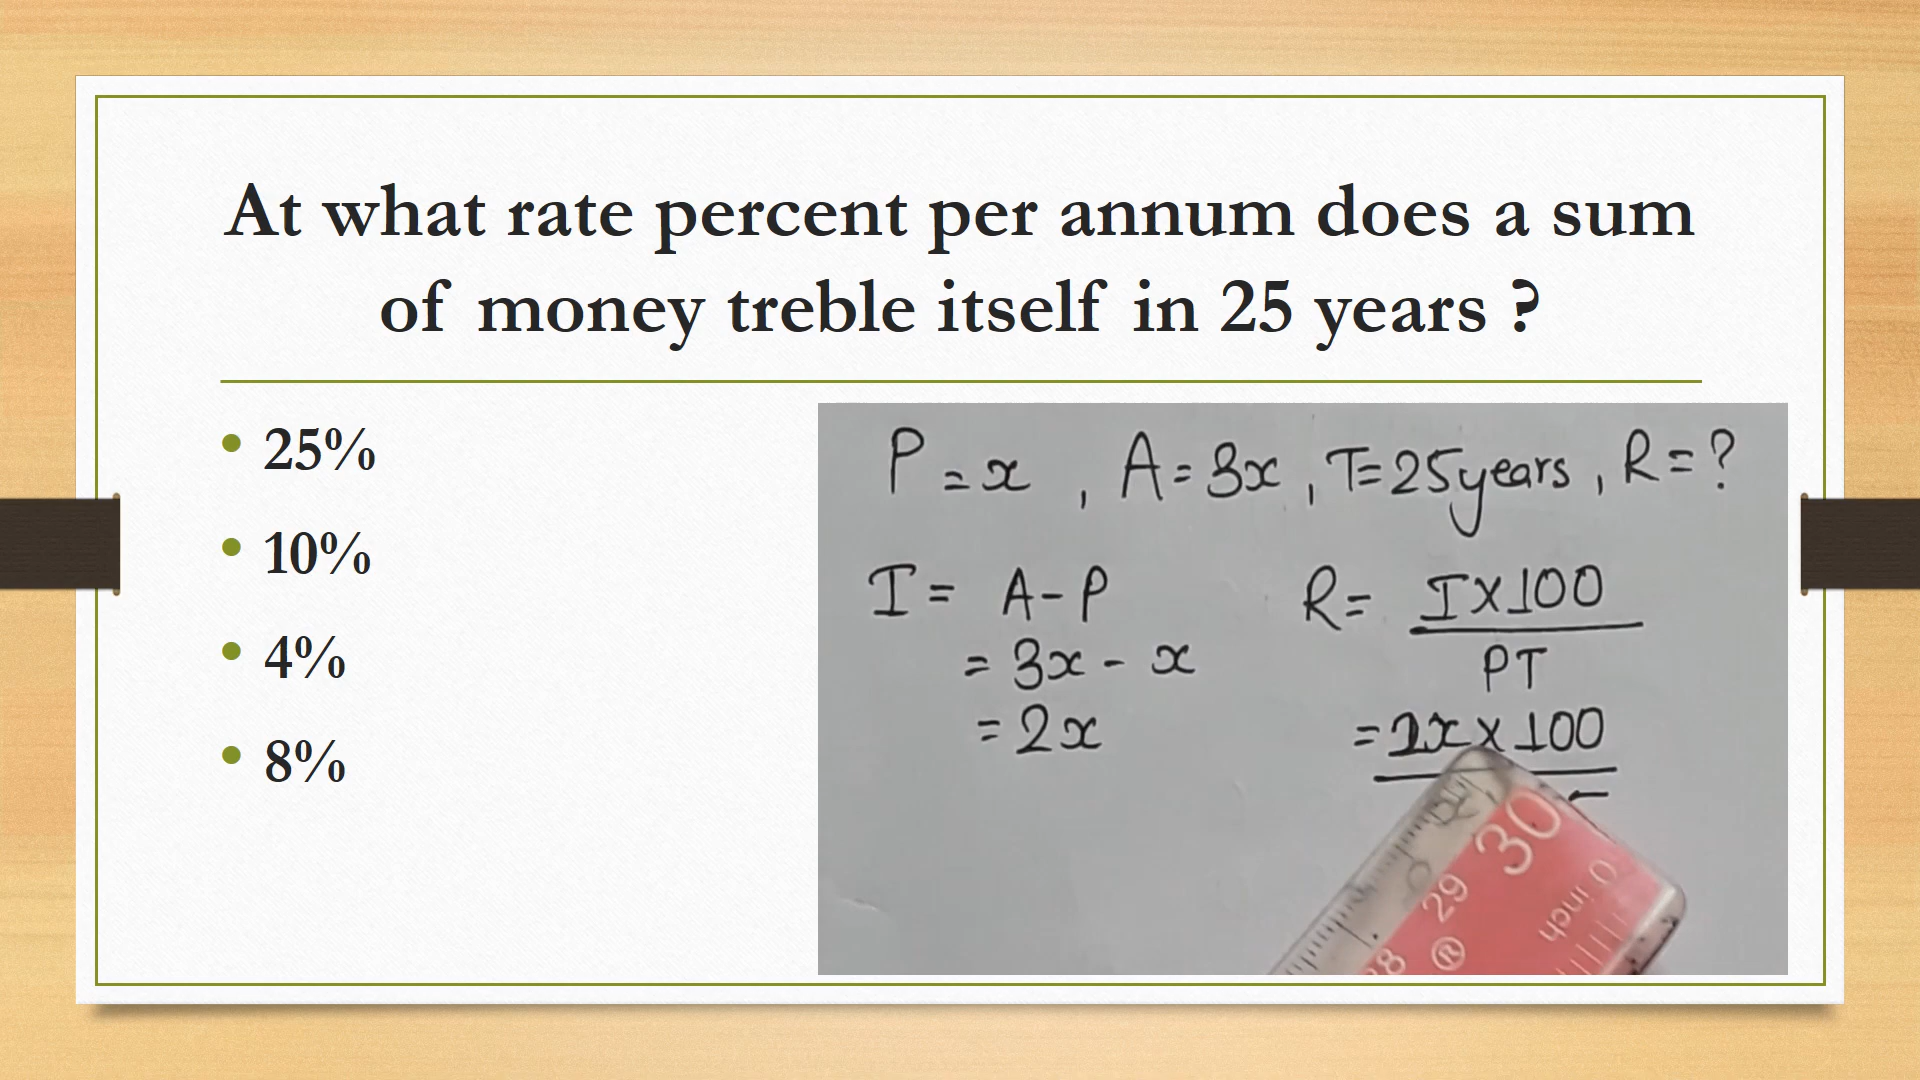 At what rate percent per annum does a sum
of money treble itself in 25 years ?
25%
10%
4%
8%
P = x , A = 3x , T = 25 years , R = ?
I = A - P
= 3x - x
= 2x
R = I X 100
PT
= 2x X 100
30
29
28
®
0 inch